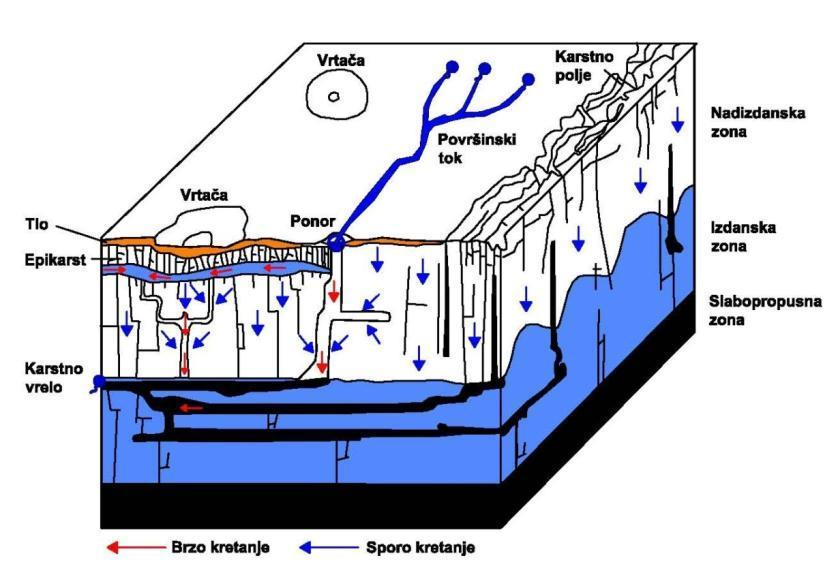 Vrtača
Karstno
polje
Površinski
tok
Nadizdanska
zona
Vrtača
Ponor
Tlo
Epikarst
Izdanska
zona
Slabopropusna
zona
Karstno
vrelo
Brzo kretanje
Sporo kretanje